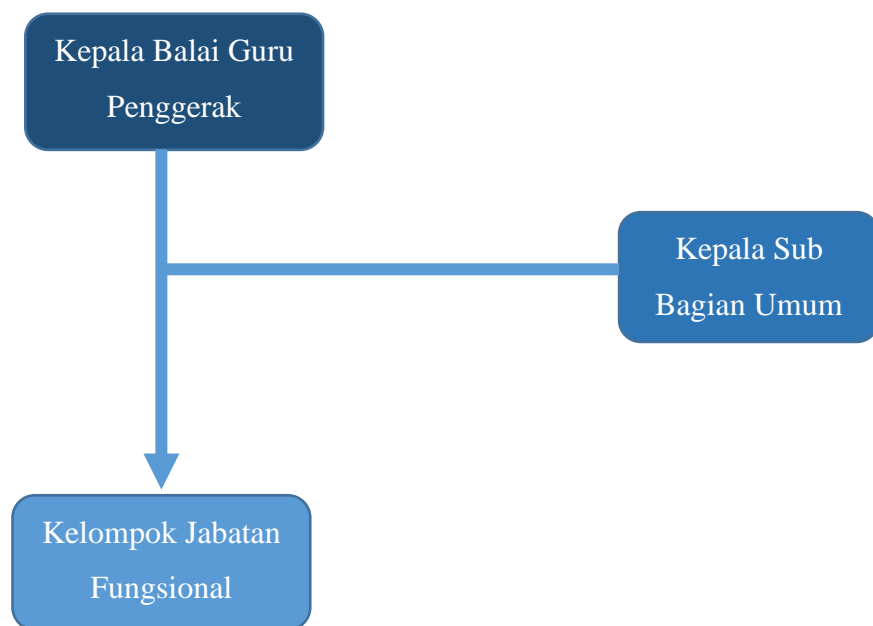 Kepala Balai Guru
Penggerak
Kepala Sub
Bagian Umum
Kelompok Jabatan
Fungsional